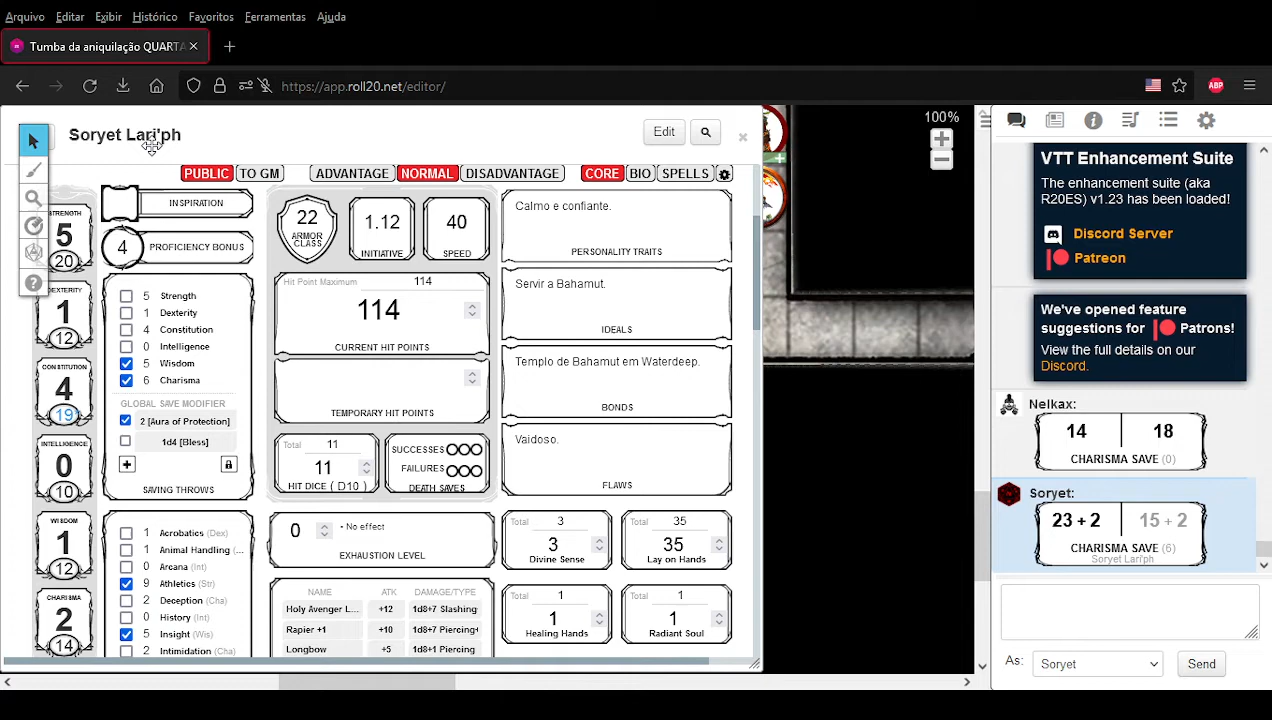 Arquivo Editar Exibir Histórico Favoritos Ferramentas Ajuda
Tumba da aniquilação QUARTA
https://app.roll20.net/editor/
ABP
Soryet Lari'ph
Edit
100%
PUBLIC TO GM ADVANTAGE NORMAL DISADVANTAGE CORE BIO SPELLS
STRENGTH
5
20
DEXTERITY
1
12
CONSTITUTION
4
19
INTELLIGENCE
0
10
WISDOM
1
12
CHARISMA
2
14
INSPIRATION
4 PROFICIENCY BONUS
5 Strength
1 Dexterity
4 Constitution
0 Intelligence
5 Wisdom
6 Charisma
GLOBAL SAVE MODIFIER
2 [Aura of Protection]
1d4 [Bless]
SAVING THROWS
1 Acrobatics (Dex)
1 Animal Handling (...
0 Arcana (Int)
9 Athletics (Str)
2 Deception (Cha)
0 History (Int)
5 Insight (Wis)
2 Intimidation (Cha)
22
ARMOR
CLASS
1.12
INITIATIVE
40
SPEED
Hit Point Maximum 114
114
CURRENT HIT POINTS
TEMPORARY HIT POINTS
Total 11
11
HIT DICE ( D10 )
SUCCESSES
FAILURES
DEATH SAVES
0 • No effect
EXHAUSTION LEVEL
NAME ATK DAMAGE/TYPE
Holy Avenger L... +12 1d8+7 Slashing
Rapier +1 +10 1d8+7 Piercing+
Longbow +5 1d8+1 Piercing
Calmo e confiante.
PERSONALITY TRAITS
Servir a Bahamut.
IDEALS
Templo de Bahamut em Waterdeep.
BONDS
Vaidoso.
FLAWS
Total 3
3
Divine Sense
Total 35
35
Lay on Hands
Total 1
1
Healing Hands
Total 1
1
Radiant Soul
VTT Enhancement Suite
The enhancement suite (aka
R20ES) v1.23 has been loaded!
Discord Server
Patreon
We've opened feature
suggestions for Patrons!
View the full details on our
Discord.
Nelkax:
14 18
CHARISMA SAVE (0)
Soryet:
23 + 2 15 + 2
CHARISMA SAVE (6)
Soryet Lari'ph
As: Soryet Send